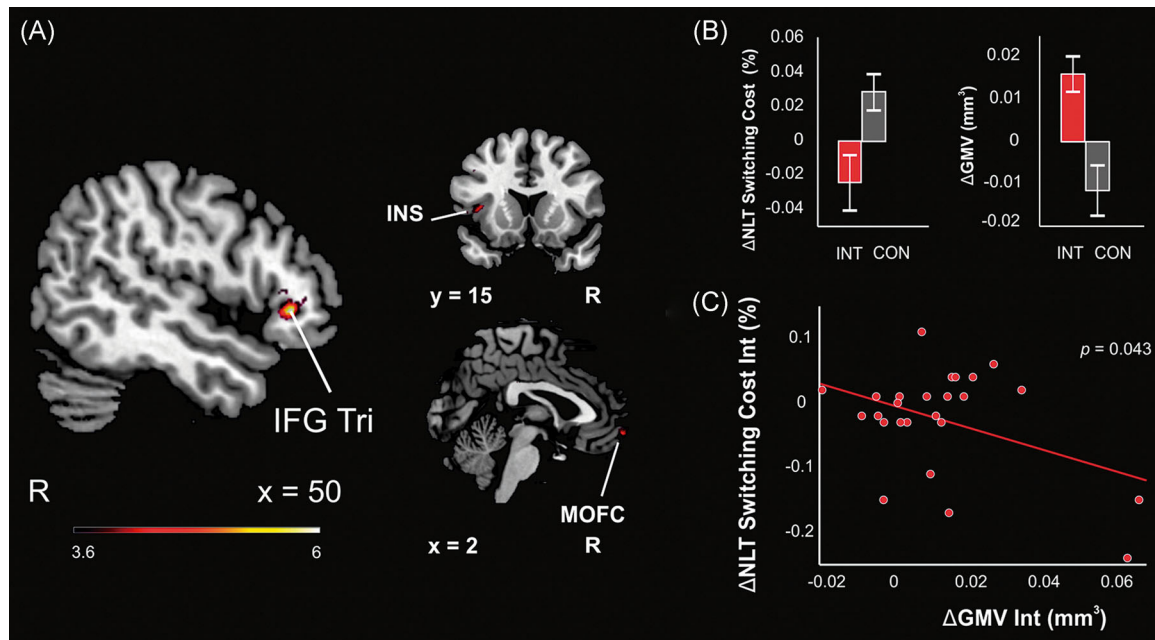 (A)
INS
y = 15
R
IFG Tri
R
x = 50
3.6
6
MOFC
x = 2
R
(B)
ΔNLT Switching Cost (%)
0.06
0.04
0.02
0
-0.02
-0.04
INT CON
ΔGMV (mm³)
0.02
0.01
0
-0.01
-0.02
INT CON
(C)
ΔNLT Switching Cost Int (%)
0.1
0
-0.1
-0.2
p = 0.043
-0.02 0 0.02 0.04 0.06
ΔGMV Int (mm³)